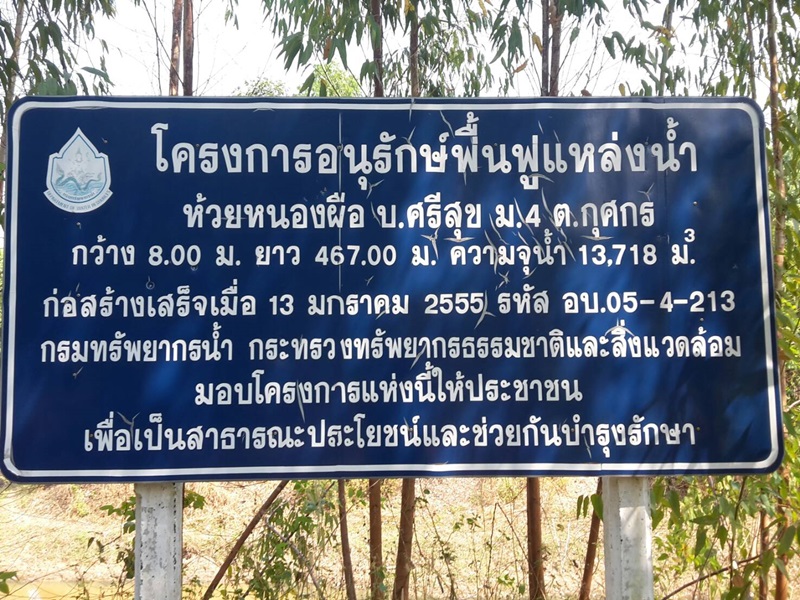 โครงการอนุรักษ์ฟื้นฟูแหล่งน้ำ
ห้วยหนองผือ บ.ศรีสุข ม.4 ต.กุศกร
กว้าง 8.00 ม. ยาว 467.00 ม. ความจุน้ำ 13,718 ม.³
ก่อสร้างเสร็จเมื่อ 13 มกราคม 2555 รหัส อบ.05-4-213
กรมทรัพยากรน้ำ กระทรวงทรัพยากรธรรมชาติและสิ่งแวดล้อม
มอบโครงการแห่งนี้ให้ประชาชน
เพื่อเป็นสาธารณะประโยชน์และช่วยกันบำรุงรักษา